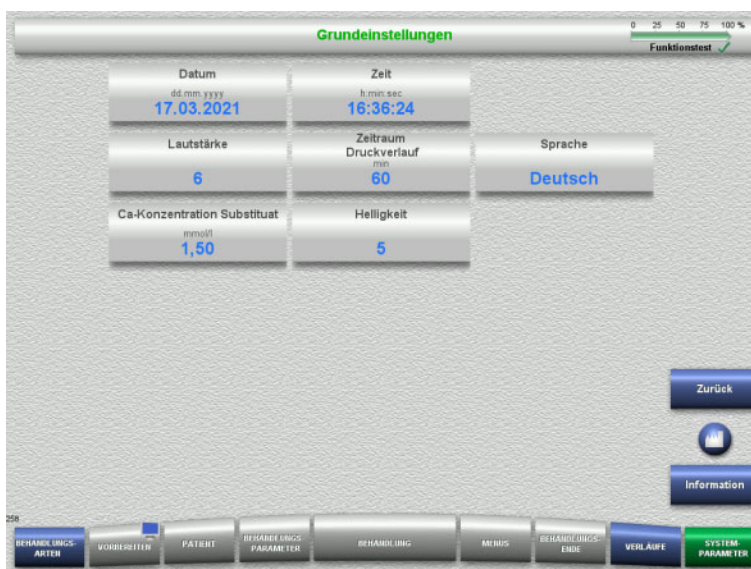 Grundeinstellungen
0 25 50 75 100 %
Funktionstest
Datum
dd.mm.yyyy
17.03.2021
Zeit
h:min:sec
16:36:24
Lautstärke
6
Zeitraum
Druckverlauf
min
60
Sprache
Deutsch
Ca-Konzentration Substituat
mmol/l
1,50
Helligkeit
5
Zurück
Information
256
BEHANDLUNGS-
ARTEN
VORBEREITEN
PATIENT
BEHANDLUNGS-
PARAMETER
BEHANDLUNG
MENUS
BEHANDLUNGS-
ENDE
VERLÄUFE
SYSTEM-
PARAMETER